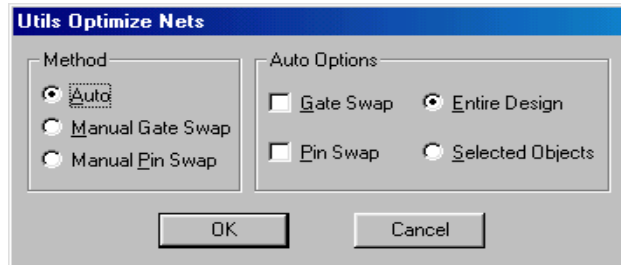 Utils Optimize Nets
Method
Auto
Manual Gate Swap
Manual Pin Swap
Auto Options
Gate Swap
Entire Design
Pin Swap
Selected Objects
OK
Cancel